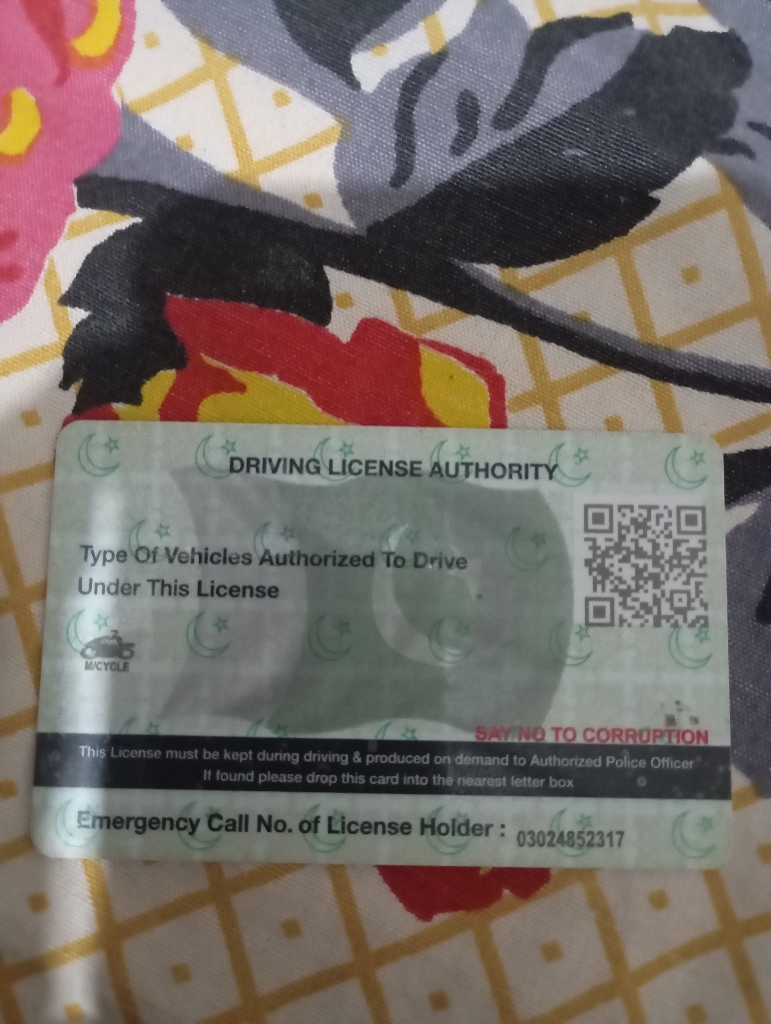 DRIVING LICENSE AUTHORITY
Type Of Vehicles Authorized To Drive
Under This License
M/CYCLE
SAY NO TO CORRUPTION
This License must be kept during driving & produced on demand to Authorized Police Officer
If found please drop this card into the nearest letter box
Emergency Call No. of License Holder : 03024852317